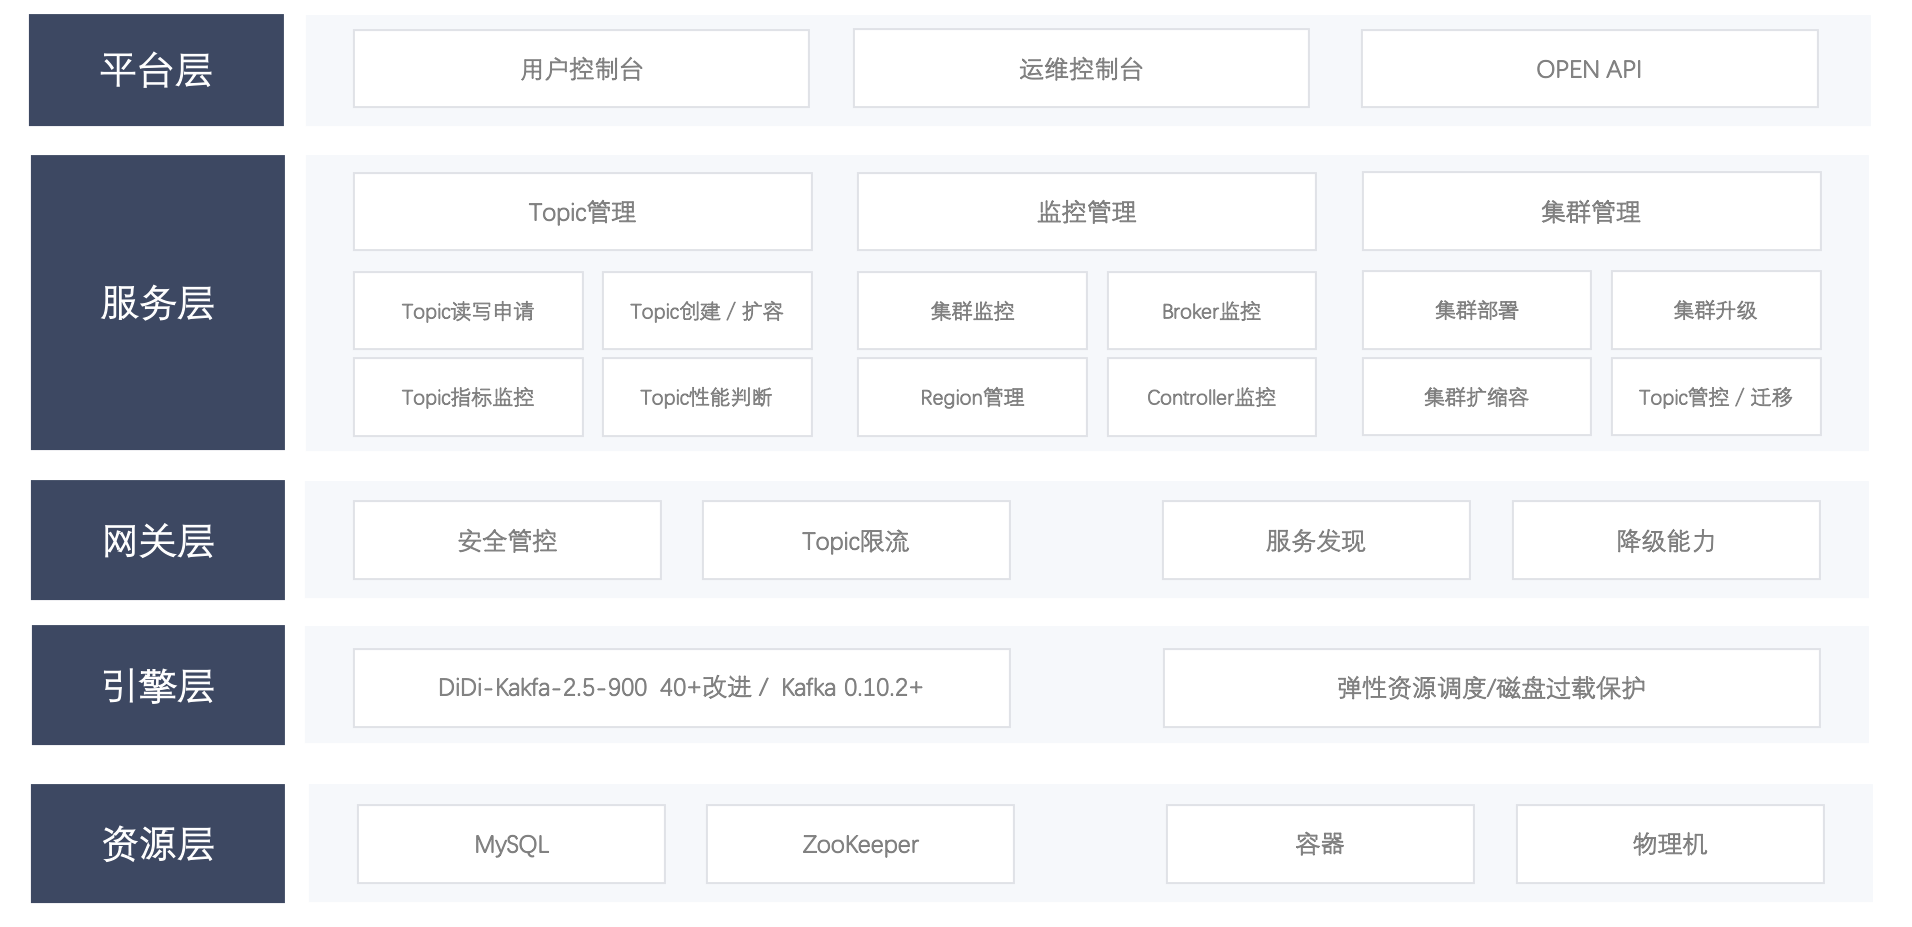 平台层
用户控制台
运维控制台
OPEN API
服务层
Topic管理
监控管理
集群管理
Topic读写申请
Topic创建 / 扩容
集群监控
Broker监控
集群部署
集群升级
Topic指标监控
Topic性能判断
Region管理
Controller监控
集群扩缩容
Topic管控 / 迁移
网关层
安全管控
Topic限流
服务发现
降级能力
引擎层
DiDi-Kakfa-2.5-900 40+改进 / Kafka 0.10.2+
弹性资源调度/磁盘过载保护
资源层
MySQL
ZooKeeper
容器
物理机